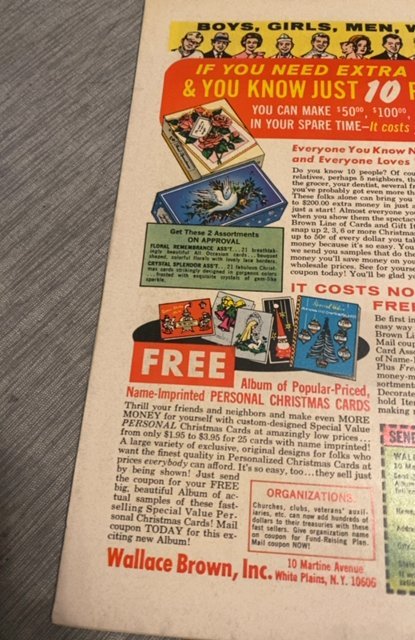 BOYS, GIRLS, MEN,
IF YOU NEED EXTRA
& YOU KNOW JUST 10
YOU CAN MAKE $50⁰⁰, $100⁰⁰,
IN YOUR SPARE TIME—It costs
Everyone You Know
and Everyone Loves
Do you know 10 people? Of cou
relatives, perhaps 5 neighbors, th
the grocer, your dentist, several f
you've probably got even more th
These folks alone can bring you
to $200.00 extra money in just a
just a start! Almost everyone
when you show them the specta
Brown Line of Cards and Gift It
snap up 2, 3, 6 or more Christmas
up to 50¢ of every dollar you
money because it's so easy. You
we send you samples that do the
money you'll save money on you
wholesale prices. See for yours
coupon today! You'll be glad y
Get These 2 Assortments
ON APPROVAL
FLORAL REMEMBRANCE ASS'T. . . . 21 breathtak-
ingly beautiful All Occasion cards . . . bouquet
shaped, colorful florals with lovely lace borders.
CRYSTAL SPLENDOR ASS'T. . . . 21 fabulous Christ-
mas cards strikingly designed in gorgeous colors
. . . frosted with exquisite crystals of gem-like
sparkle.
IT COSTS NO
FREE
Be first in
easy way
Brown Li
Mail coup
Card Ass
of Name-
Plus Free
money-m
sortment
Decorate
hold Item
making
FREE
Album of Popular-Priced,
Name-Imprinted PERSONAL CHRISTMAS CARDS
Thrill your friends and neighbors and make even MORE
MONEY for yourself with custom-designed Special Value
PERSONAL Christmas Cards at amazingly low prices . . .
from only $1.95 to $3.95 for 25 cards with name imprinted!
A large variety of exclusive, original designs for folks who
want the finest quality in Personalized Christmas Cards at
prices everybody can afford. It's so easy, too . . . they sell just
by being shown! Just send
the coupon for your FREE
big, beautiful Album of ac-
tual samples of these fast-
selling Special Value Per-
sonal Christmas Cards! Mail
coupon TODAY for this ex-
citing new Album!
ORGANIZATIONS:
Churches, clubs, veterans' auxil-
iaries, etc. can now add hundreds of
dollars to their treasuries with these
fast sellers. Give organization name
on coupon for Fund-Raising Plan.
Mail coupon NOW!
SEND
WAL
10 M
Wallace Brown, Inc. 10 Martine Avenue
White Plains, N.Y. 10606